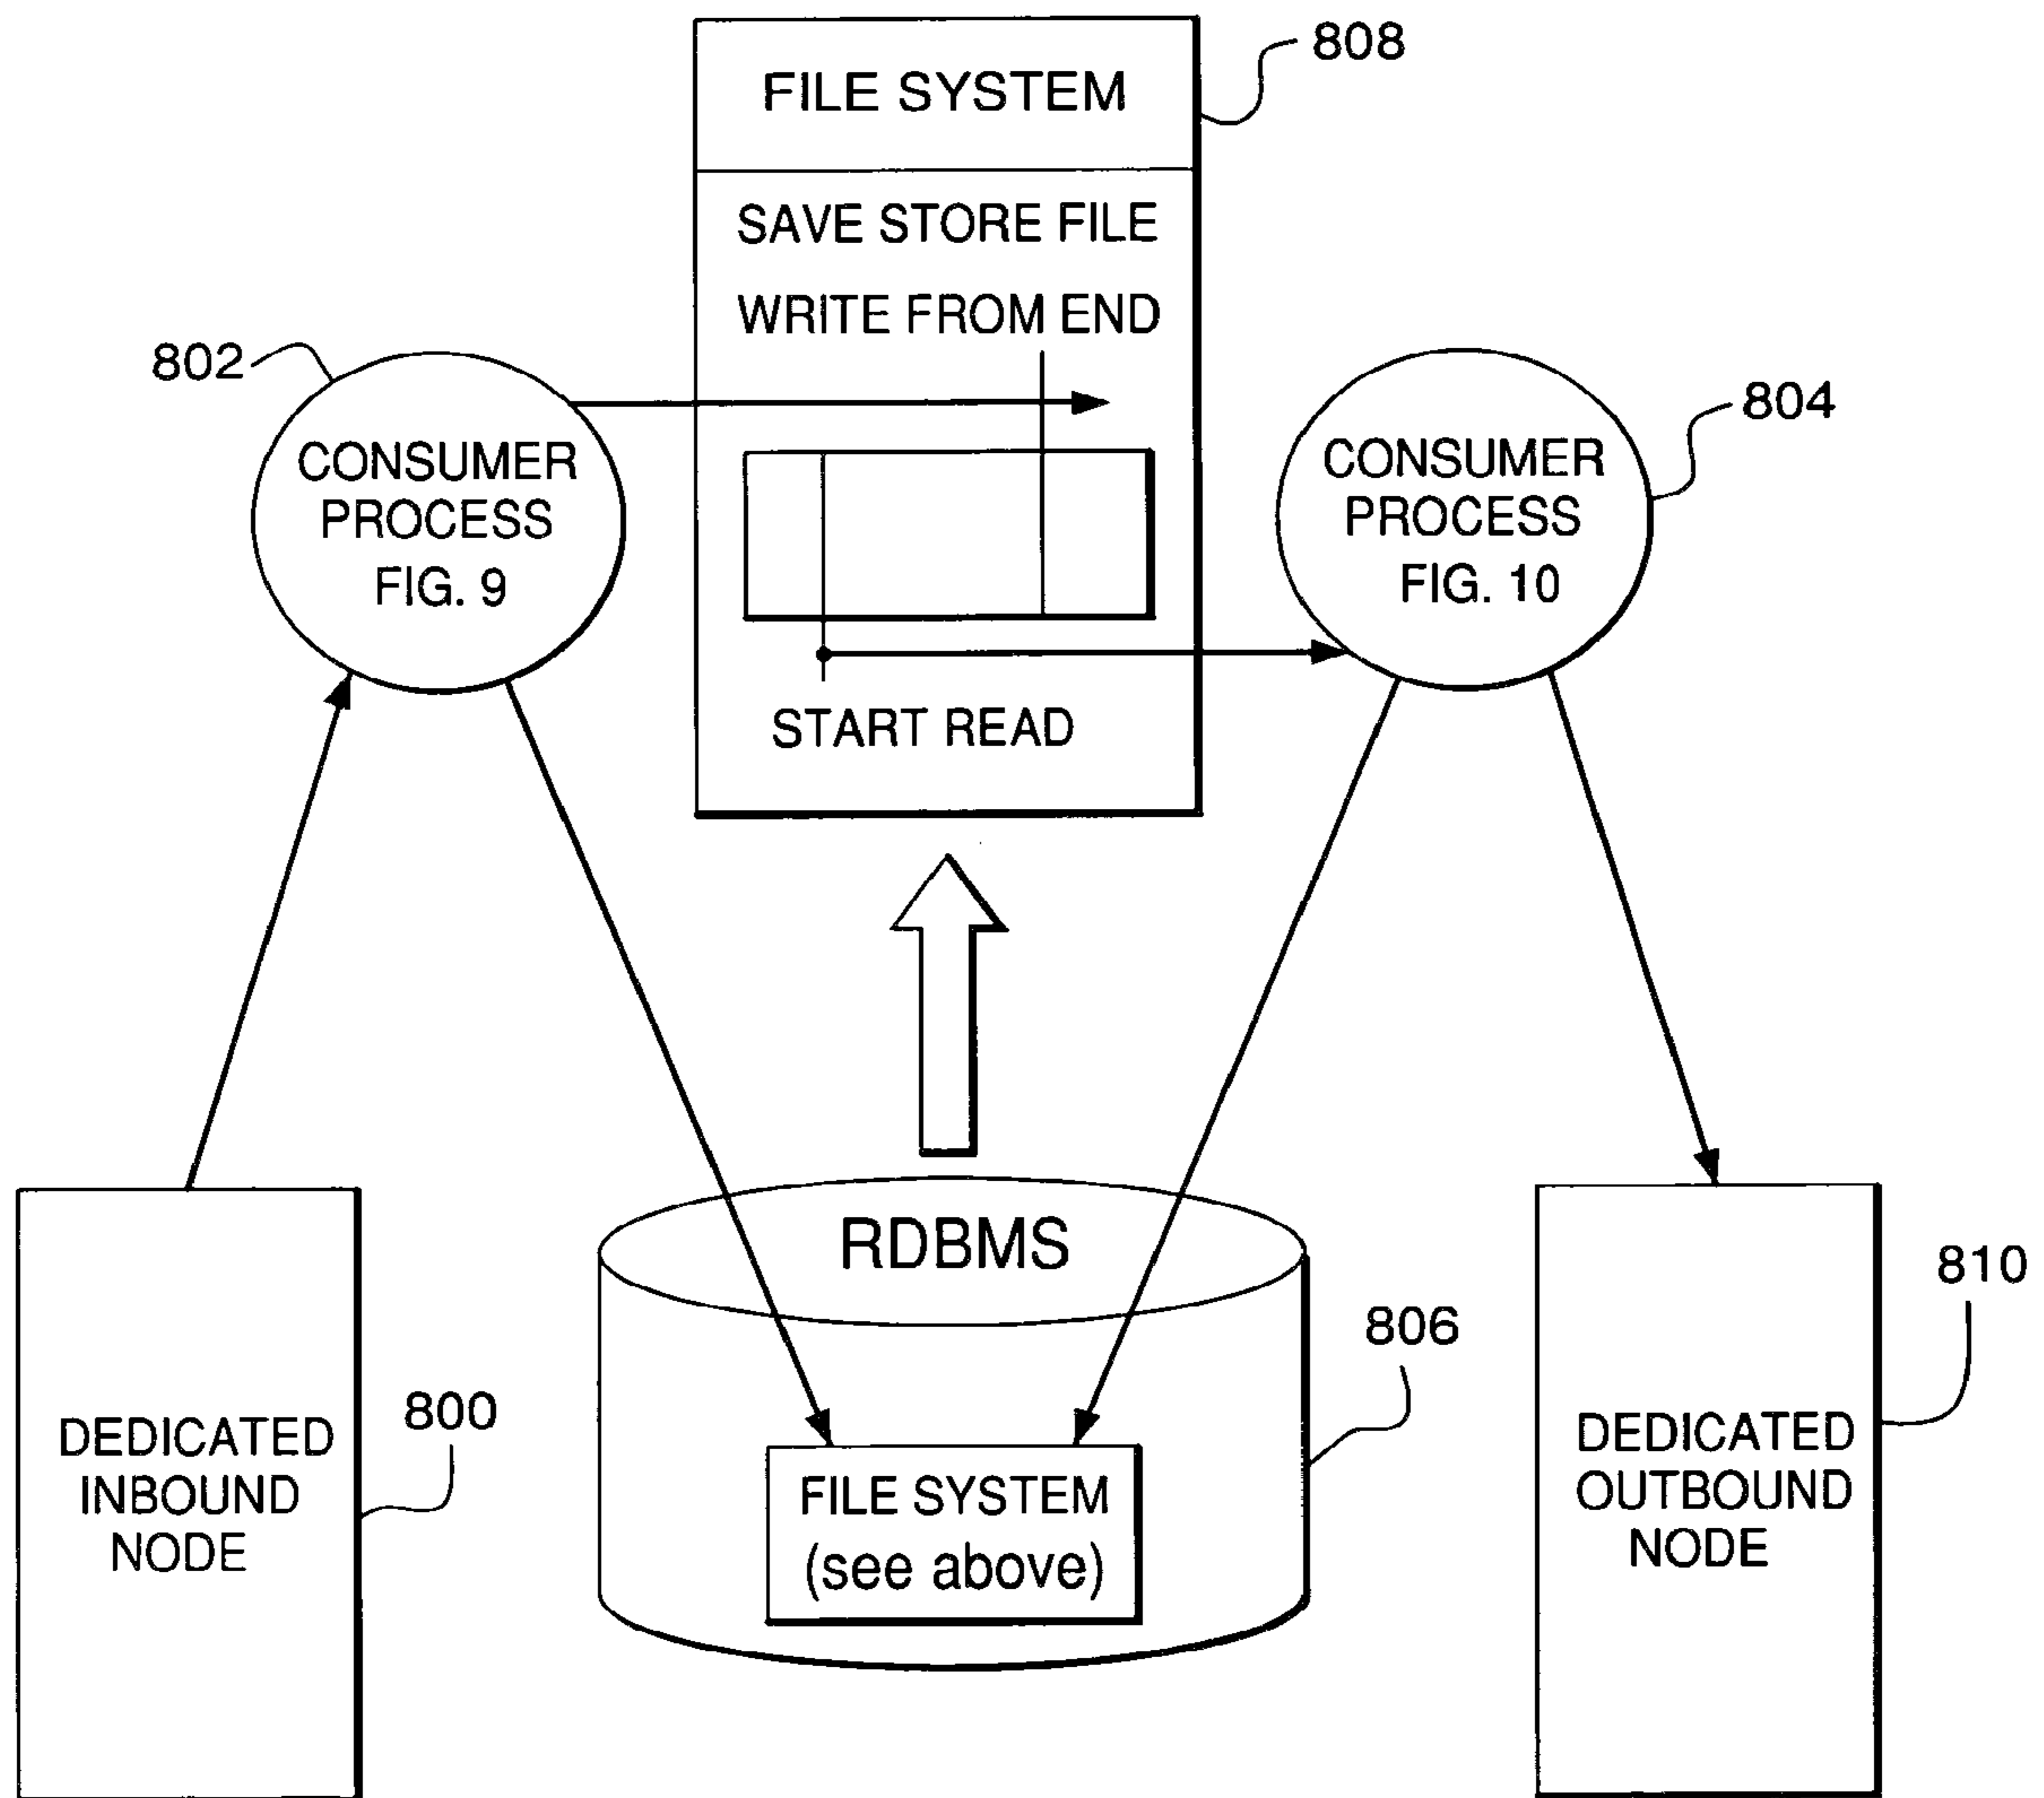 808
FILE SYSTEM
SAVE STORE FILE
WRITE FROM END
802
804
CONSUMER
PROCESS
FIG. 9
CONSUMER
PROCESS
FIG. 10
START READ
RDBMS
810
806
800
DEDICATED
INBOUND
NODE
FILE SYSTEM
(see above)
DEDICATED
OUTBOUND
NODE